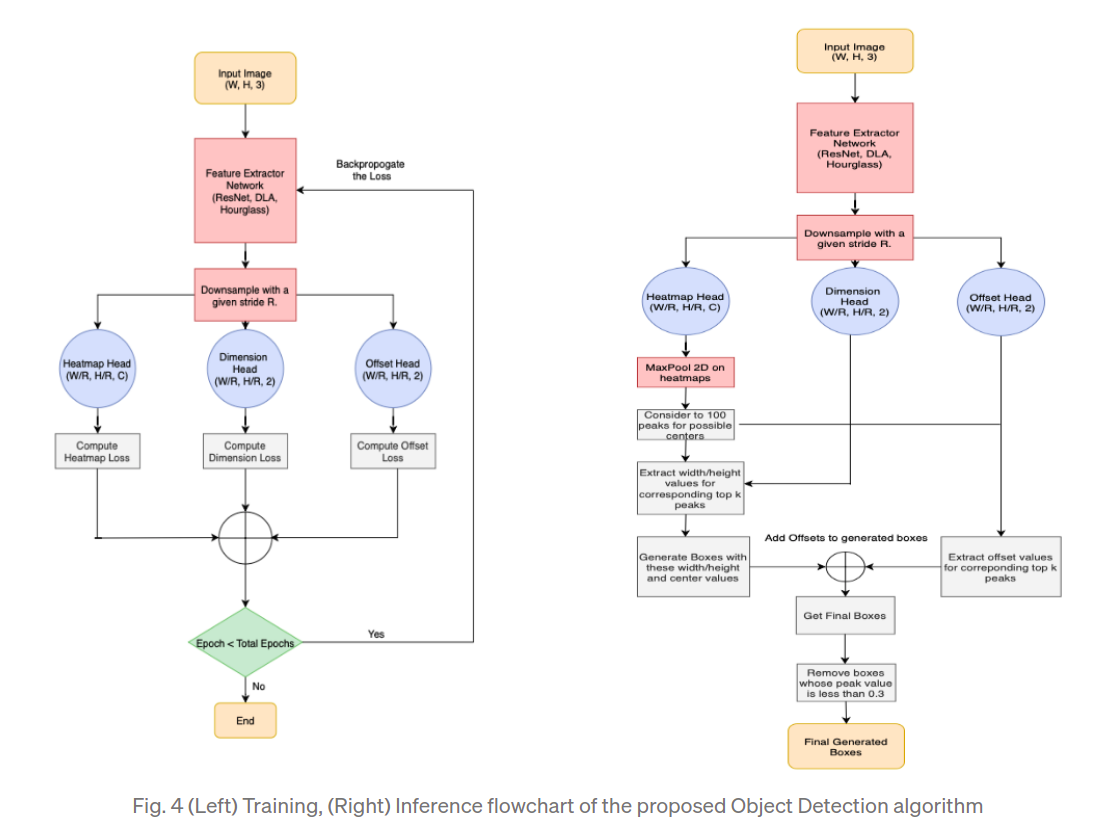 Input Image
(W, H, 3)
Feature Extractor
Network
(ResNet, DLA,
Hourglass)
Backpropogate
the Loss
Downsample with a
given stride R.
Heatmap Head
(W/R, H/R, C)
Dimension
Head
(W/R, H/R, 2)
Offset Head
(W/R, H/R, 2)
Compute
Heatmap Loss
Compute
Dimension Loss
Compute Offset
Loss
Epoch < Total Epochs
Yes
No
End
Input Image
(W, H, 3)
Feature Extractor
Network
(ResNet, DLA,
Hourglass)
Downsample with a
given stride R.
Heatmap Head
(W/R, H/R, C)
Dimension
Head
(W/R, H/R, 2)
Offset Head
(W/R, H/R, 2)
MaxPool 2D on
heatmaps
Consider to 100
peaks for possible
centers
Extract width/height
values for
corresponding top k
peaks
Generate Boxes with
these width/height
and center values
Add Offsets to generated boxes
Extract offset values
for correponding top k
peaks
Get Final Boxes
Remove boxes
whose peak value
is less than 0.3
Final Generated
Boxes
Fig. 4 (Left) Training, (Right) Inference flowchart of the proposed Object Detection algorithm